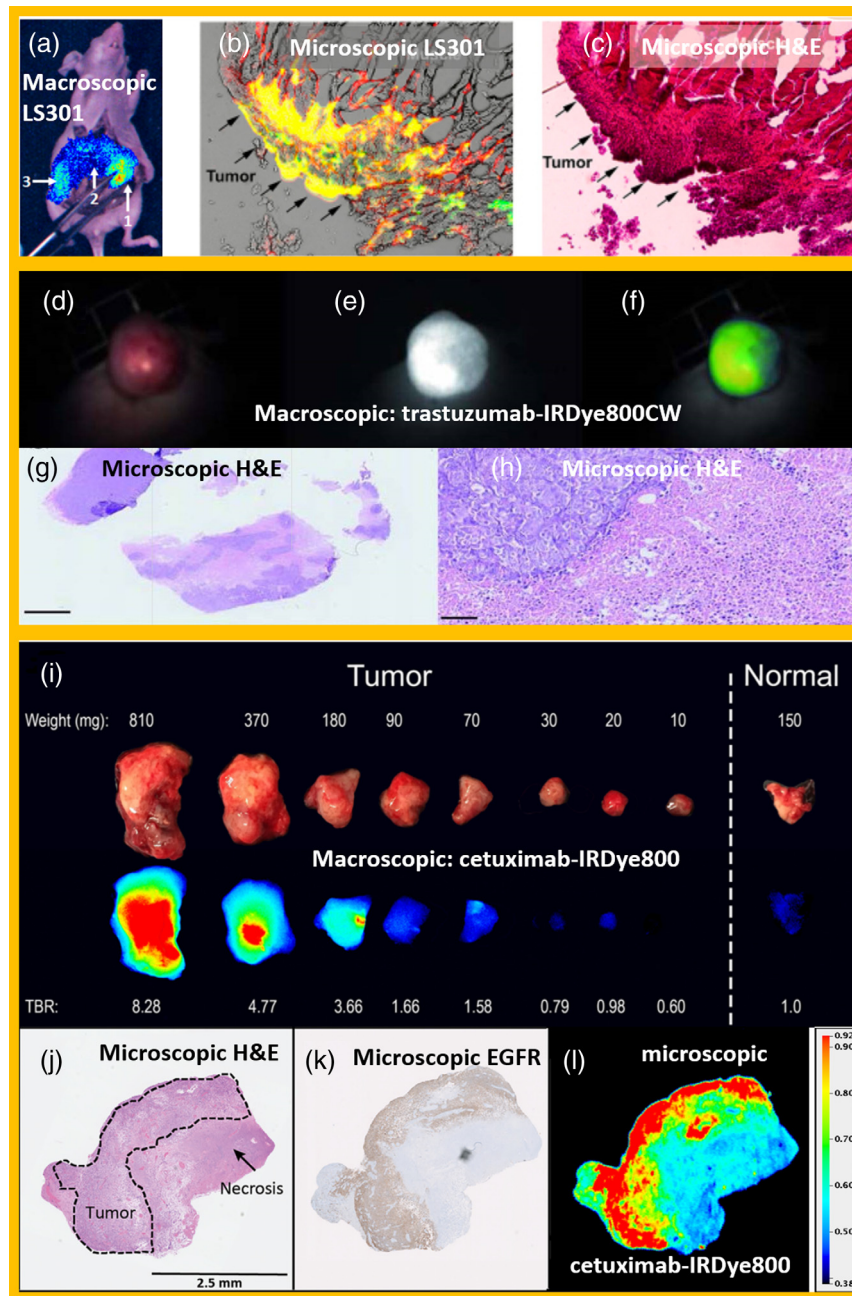 (a)
Macroscopic
LS301
3
2
1
(b)
Microscopic LS301
Tumor
(c)
Microscopic H&E
Tumor
(d)
(e)
(f)
Macroscopic: trastuzumab-IRDye800CW
(g)
Microscopic H&E
(h)
Microscopic H&E
(i)
Tumor
Normal
Weight (mg): 810 370 180 90 70 30 20 10 150
Macroscopic: cetuximab-IRDye800
TBR: 8.28 4.77 3.66 1.66 1.58 0.79 0.98 0.60 1.0
(j)
Microscopic H&E
Necrosis
Tumor
2.5 mm
(k)
Microscopic EGFR
(l)
microscopic
cetuximab-IRDye800
0.92
0.90
0.80
0.70
0.60
0.50
0.38